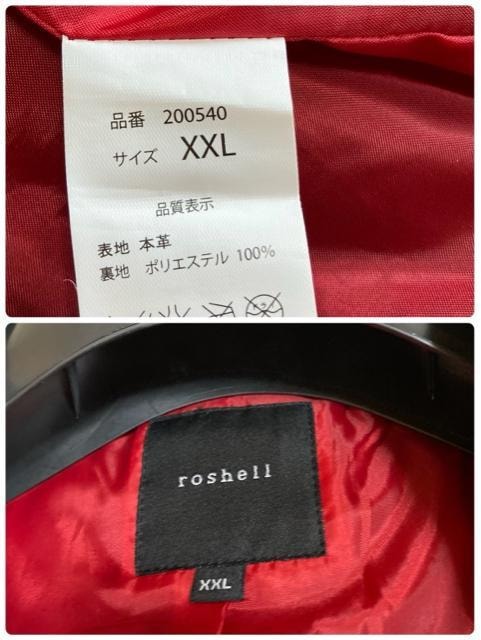 品番 200540
サイズ XXL
品質表示
表地 本革
裏地 ポリエステル 100%
roshell
XXL